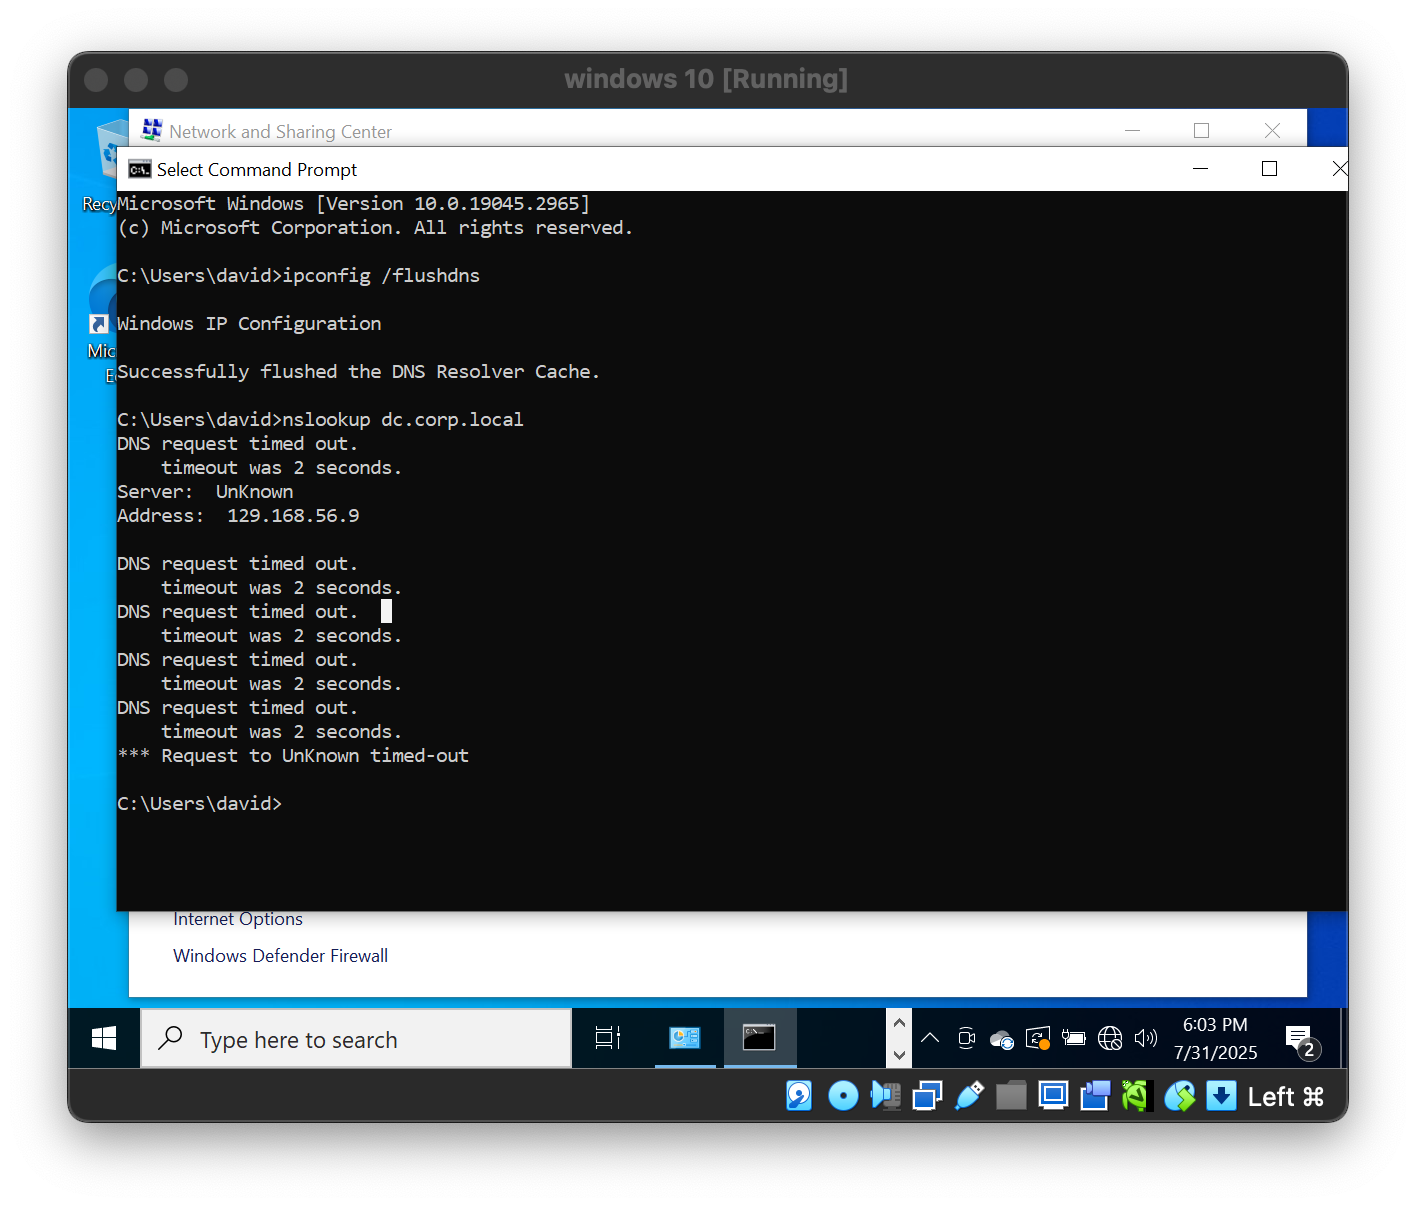 windows 10 [Running]
Network and Sharing Center
Select Command Prompt
Recy
Microsoft Windows [Version 10.0.19045.2965]
(c) Microsoft Corporation. All rights reserved.
C:\Users\david>ipconfig /flushdns
Windows IP Configuration
Mic
E
Successfully flushed the DNS Resolver Cache.
C:\Users\david>nslookup dc.corp.local
DNS request timed out.
    timeout was 2 seconds.
Server:  UnKnown
Address:  129.168.56.9
DNS request timed out.
    timeout was 2 seconds.
DNS request timed out.
    timeout was 2 seconds.
DNS request timed out.
    timeout was 2 seconds.
DNS request timed out.
    timeout was 2 seconds.
*** Request to UnKnown timed-out
C:\Users\david>
Internet Options
Windows Defender Firewall
Type here to search
6:03 PM
7/31/2025
2
Left ⌘